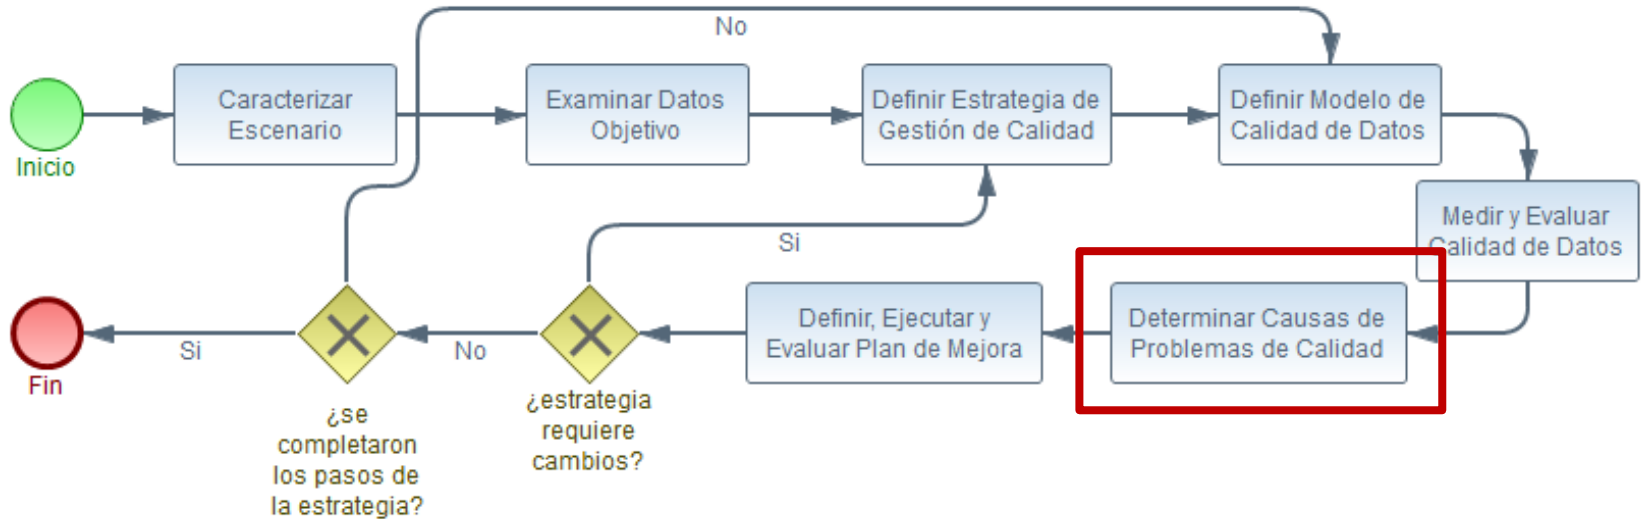 No
Caracterizar
Escenario
Examinar Datos
Objetivo
Definir Estrategia de
Gestión de Calidad
Definir Modelo de
Calidad de Datos
Inicio
Medir y Evaluar
Calidad de Datos
Si
Definir, Ejecutar y
Evaluar Plan de Mejora
Determinar Causas de
Problemas de Calidad
Si
No
Fin
¿se
completaron
los pasos de
la estrategia?
¿estrategia
requiere
cambios?